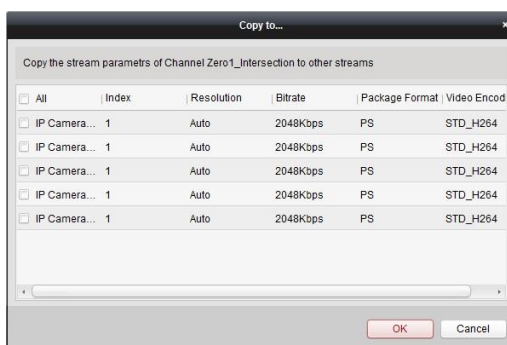 Copy to...
×
Copy the stream parametrs of Channel Zero1_Intersection to other streams
All Index Resolution Bitrate Package Format Video Encod
IP Camera... 1 Auto 2048Kbps PS STD_H264
IP Camera... 1 Auto 2048Kbps PS STD_H264
IP Camera... 1 Auto 2048Kbps PS STD_H264
IP Camera... 1 Auto 2048Kbps PS STD_H264
IP Camera... 1 Auto 2048Kbps PS STD_H264
OK Cancel